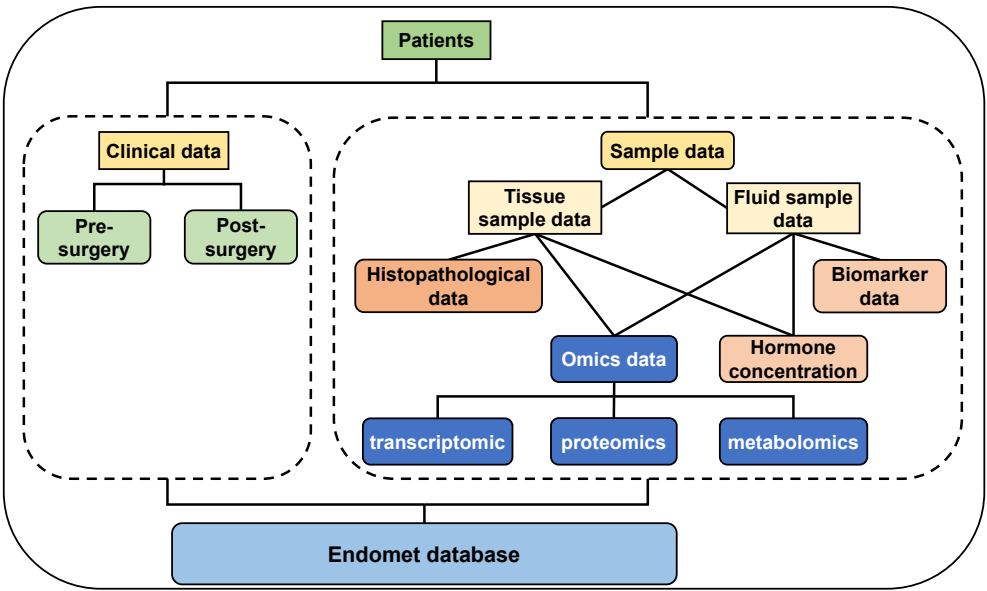 Patients
Clinical data
Pre-
surgery
Post-
surgery
Sample data
Tissue
sample data
Fluid sample
data
Histopathological
data
Biomarker
data
Omics data
Hormone
concentration
transcriptomic
proteomics
metabolomics
Endomet database